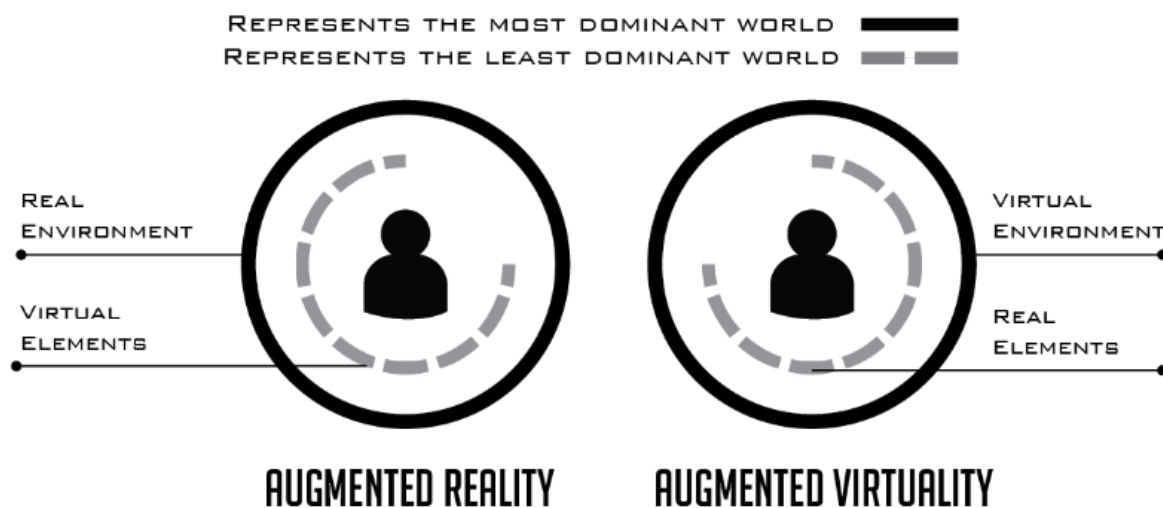 Represents the most dominant world
Represents the least dominant world
Real
Environment
Virtual
Elements
Virtual
Environment
Real
Elements
AUGMENTED REALITY
AUGMENTED VIRTUALITY